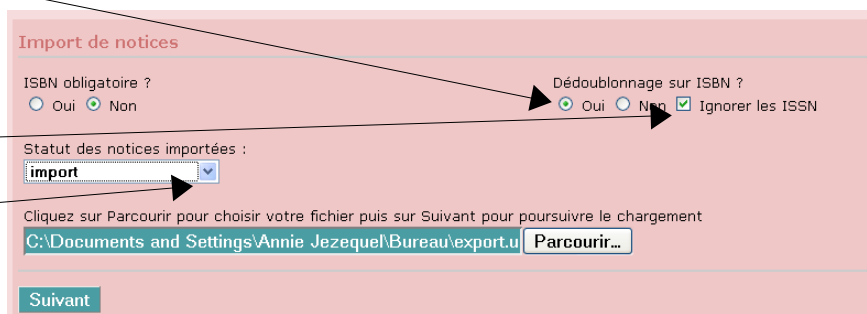 Import de notices
ISBN obligatoire ? Dédoublonnage sur ISBN ?
Oui Non Oui Non Ignorer les ISSN
Statut des notices importées :
import
Cliquez sur Parcourir pour choisir votre fichier puis sur Suivant pour poursuivre le chargement
C:\Documents and Settings\Annie Jezequel\Bureau\export.u Parcourir...
Suivant